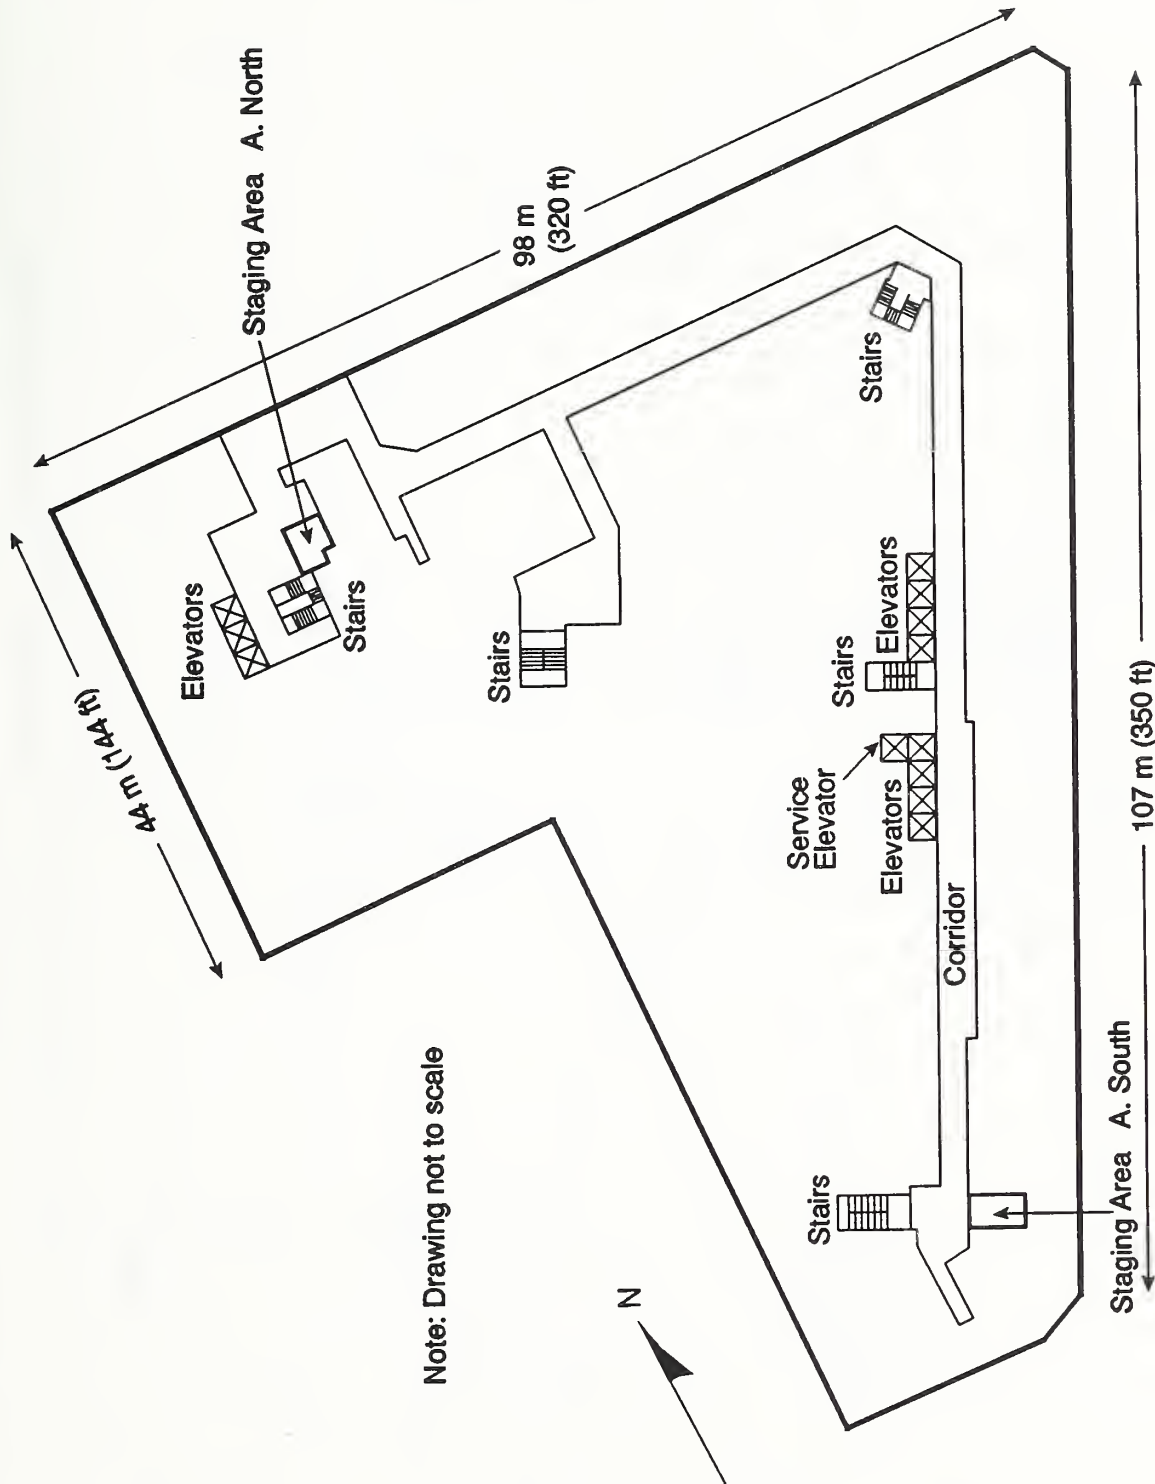 Staging Area A. North
98 m
(320 ft)
Elevators
Stairs
44 m (144 ft)
Stairs
Stairs
Elevators
Stairs
Service
Elevator
Elevators
Corridor
107 m (350 ft)
Note: Drawing not to scale
N
Stairs
Staging Area A. South